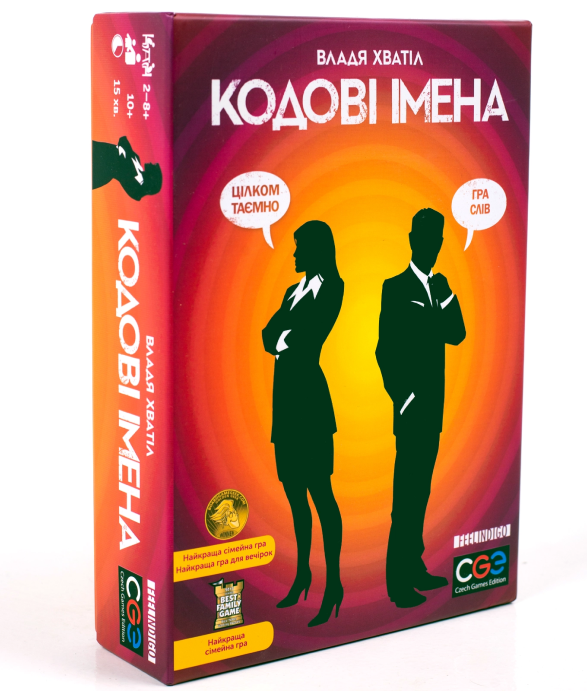 ВЛАДЯ ХВАТІЛ
КОДОВІ ІМЕНА
ЦІЛКОМ
ТАЄМНО
ГРА
СЛІВ
Найкраща сімейна гра
Найкраща гра для вечірок
BEST
FAMILY
GAME
Найкраща
сімейна гра
FEELINDIGO
CGE
Czech Games Edition
2–8+
10+
15 хв.
ВЛАДЯ ХВАТІЛ
КОДОВІ ІМЕНА
FEELINDIGO
CGE
Czech Games Edition